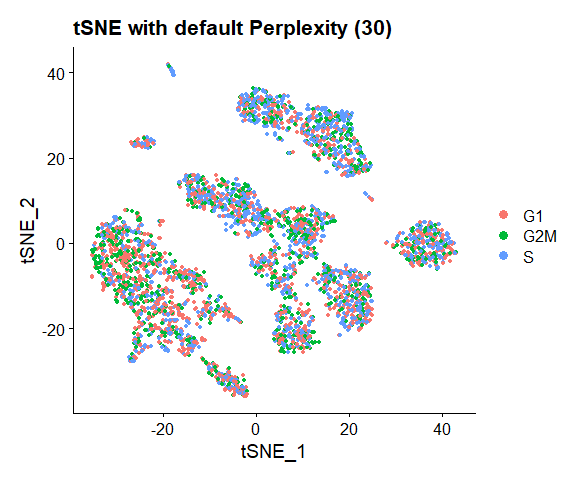 tSNE with default Perplexity (30)
tSNE_2
40
20
0
-20
-20
0
20
40
tSNE_1
G1
G2M
S